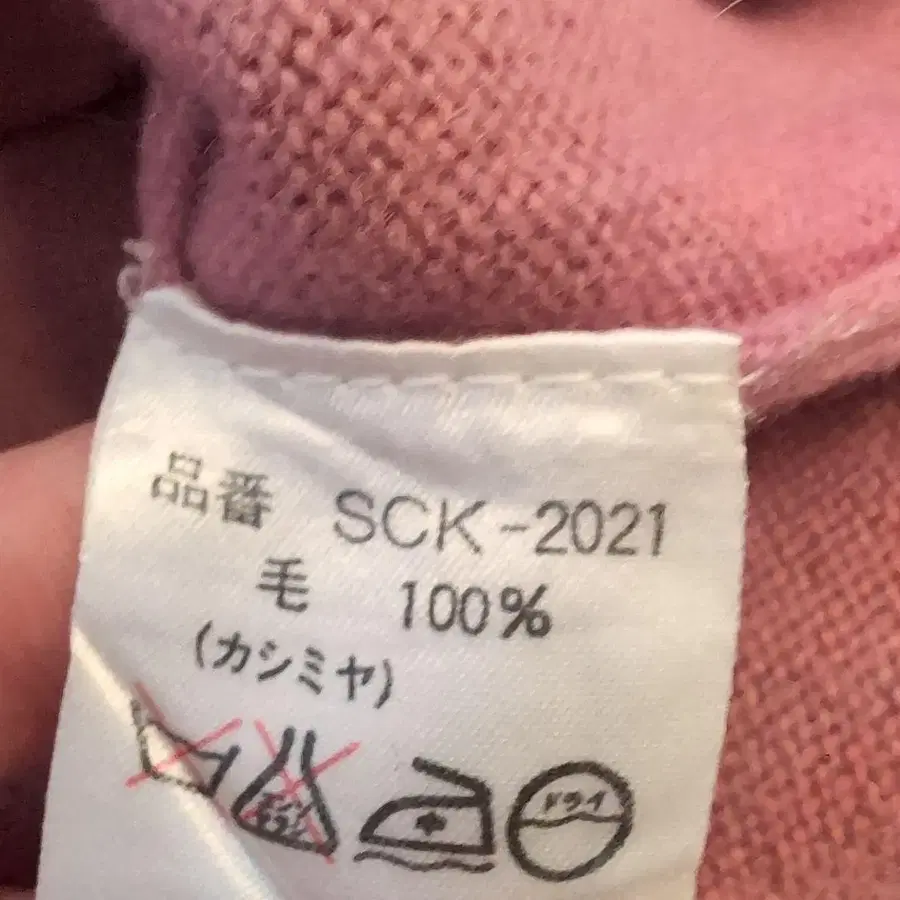 品番 SCK-2021
毛 100%
(カシミヤ)
ドライ